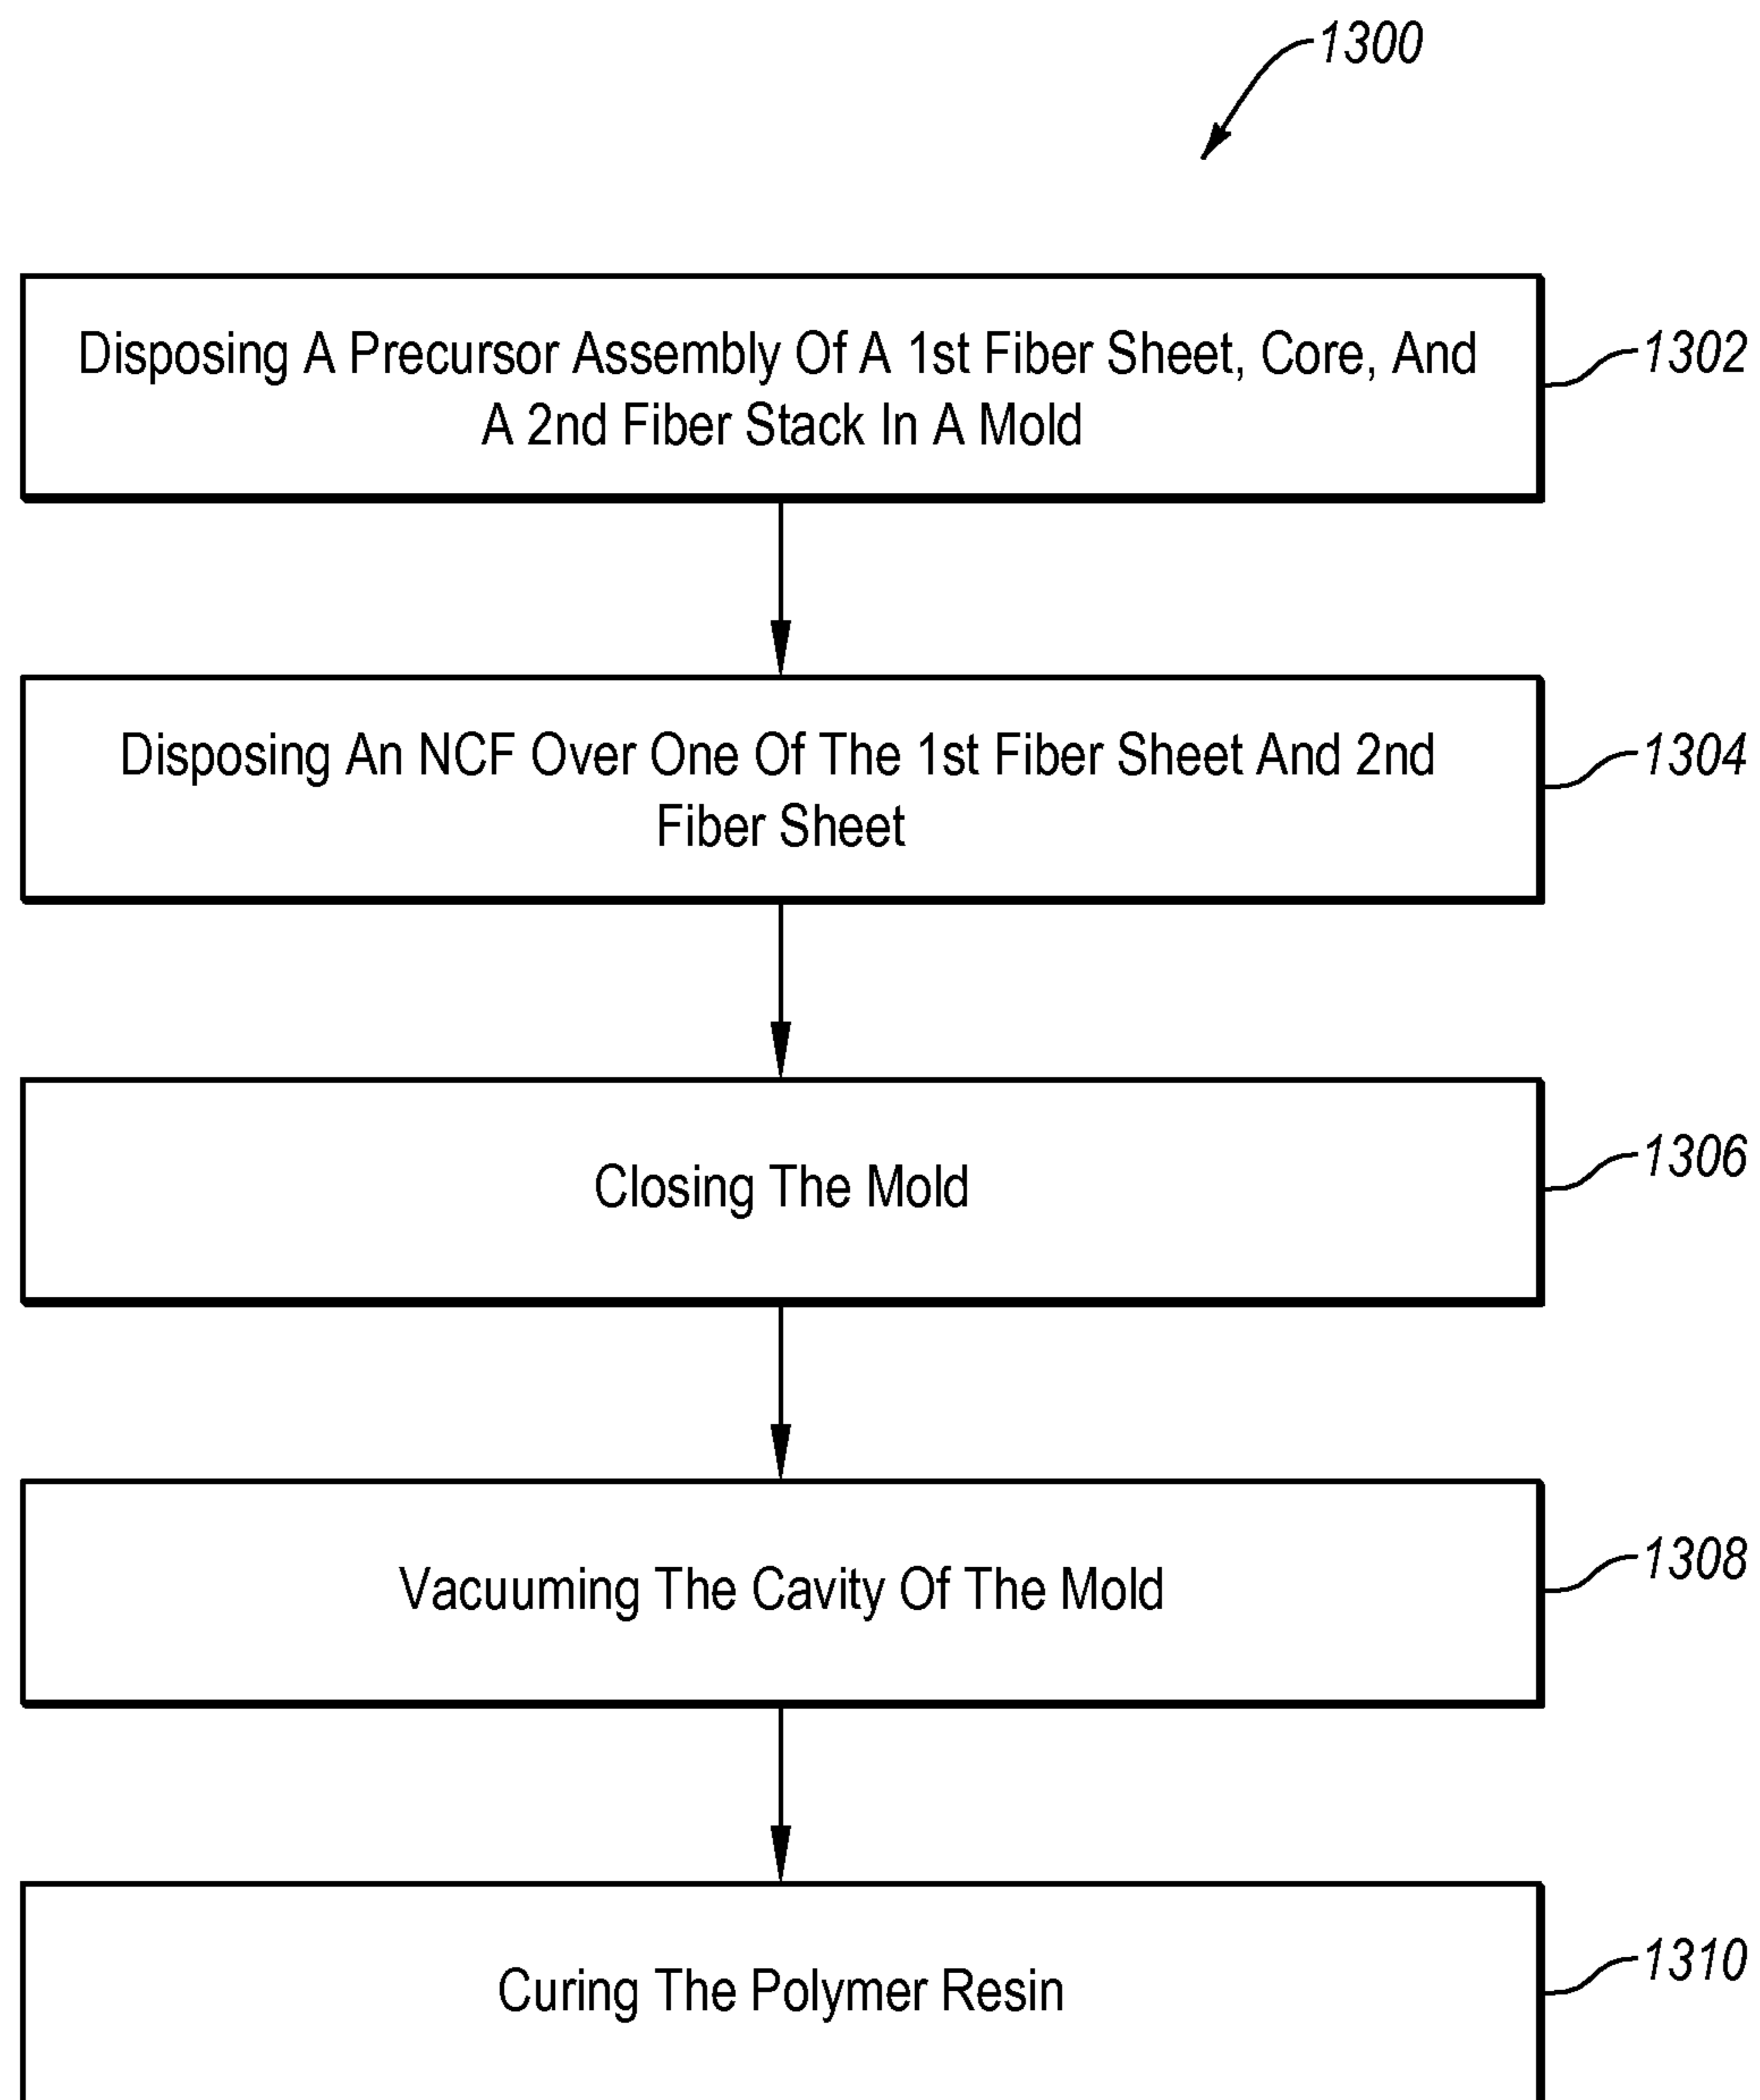 1300
Disposing A Precursor Assembly Of A 1st Fiber Sheet, Core, And
A 2nd Fiber Stack In A Mold
1302
Disposing An NCF Over One Of The 1st Fiber Sheet And 2nd
Fiber Sheet
1304
Closing The Mold
1306
Vacuuming The Cavity Of The Mold
1308
Curing The Polymer Resin
1310